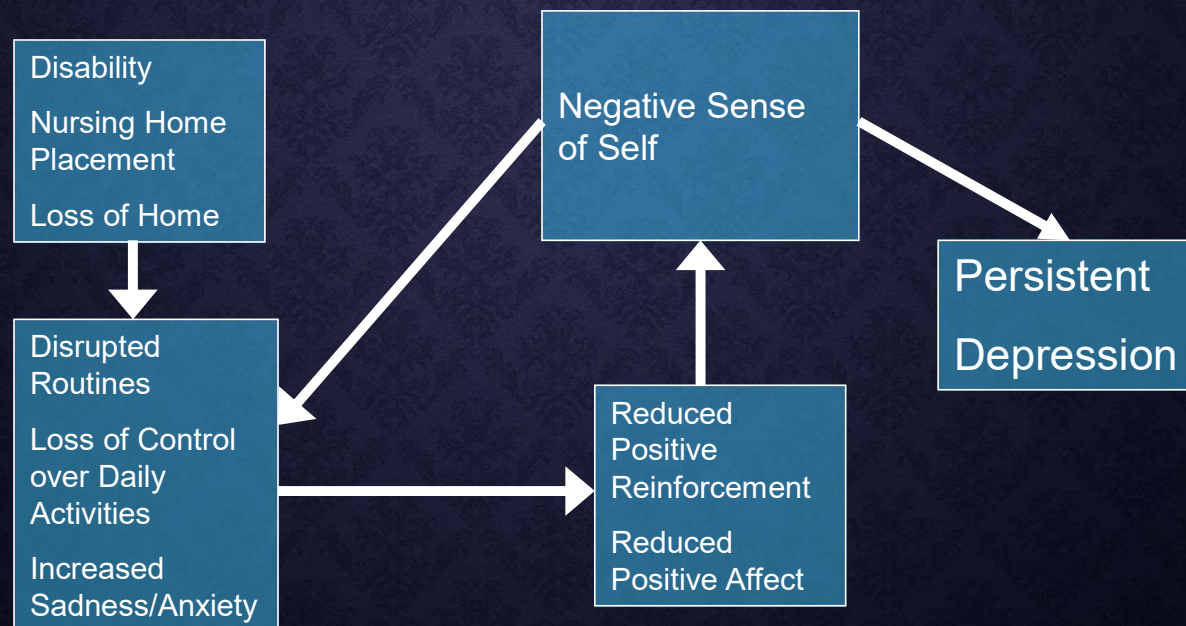 Disability
Nursing Home
Placement
Loss of Home
Disrupted
Routines
Loss of Control
over Daily
Activities
Increased
Sadness/Anxiety
Negative Sense
of Self
Reduced
Positive
Reinforcement
Reduced
Positive Affect
Persistent
Depression